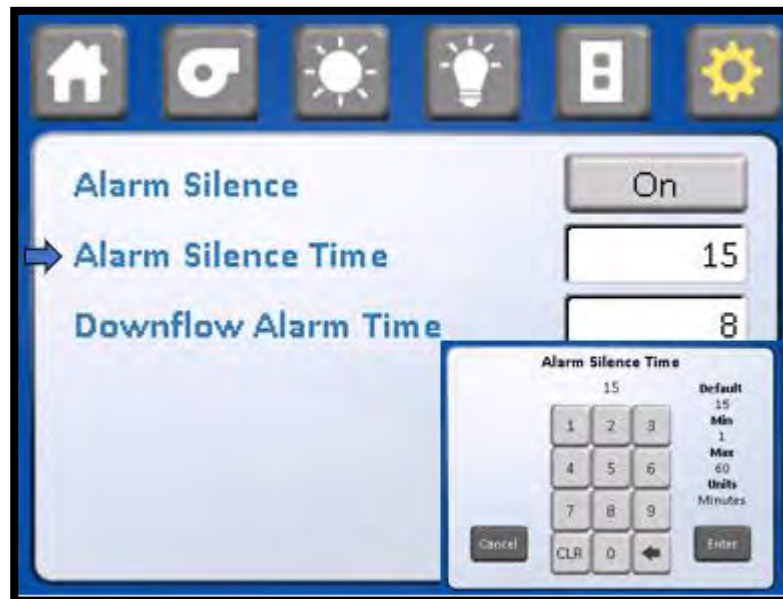 Alarm Silence On
Alarm Silence Time 15
Downflow Alarm Time 8
Alarm Silence Time
15
Default
15
Min
1
Max
60
Units
Minutes
1 2 3
4 5 6
7 8 9
Cancel CLR 0 Enter